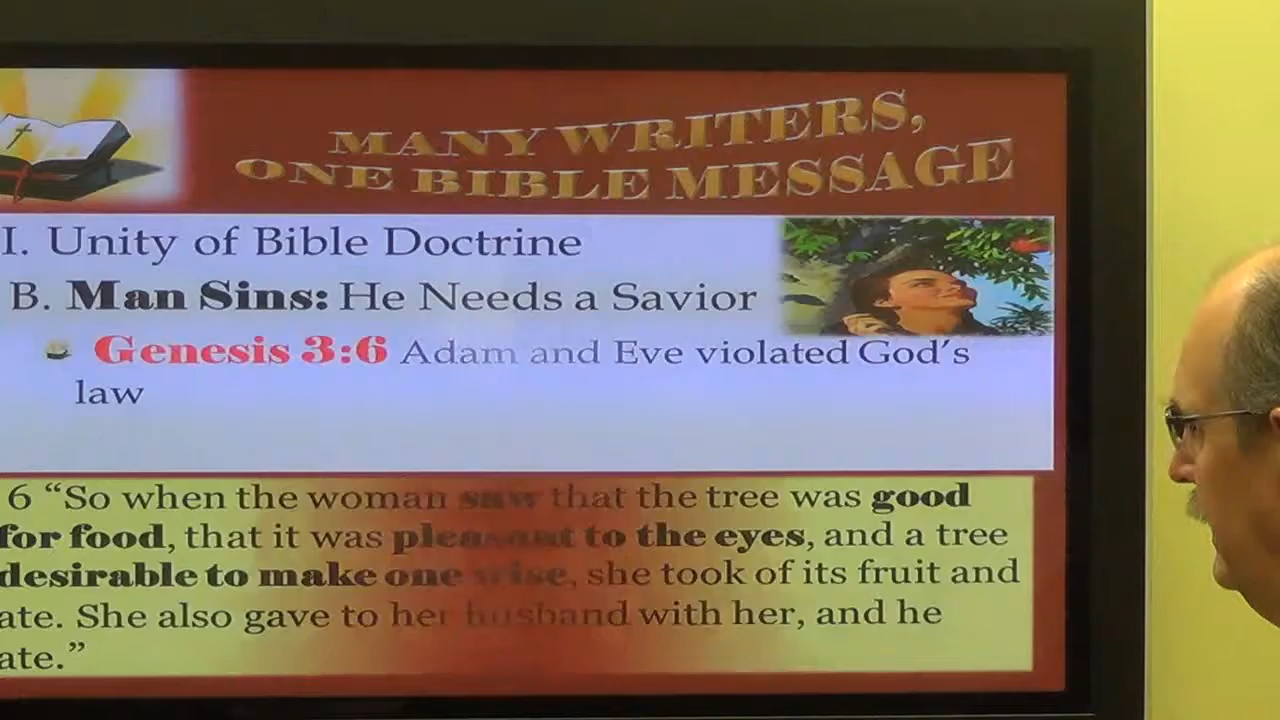 MANY WRITERS,
ONE BIBLE MESSAGE
I. Unity of Bible Doctrine
B. Man Sins: He Needs a Savior
Genesis 3:6 Adam and Eve violated God's
law
6 “So when the woman saw that the tree was good
for food, that it was pleasant to the eyes, and a tree
desirable to make one wise, she took of its fruit and
ate. She also gave to her husband with her, and he
ate.”